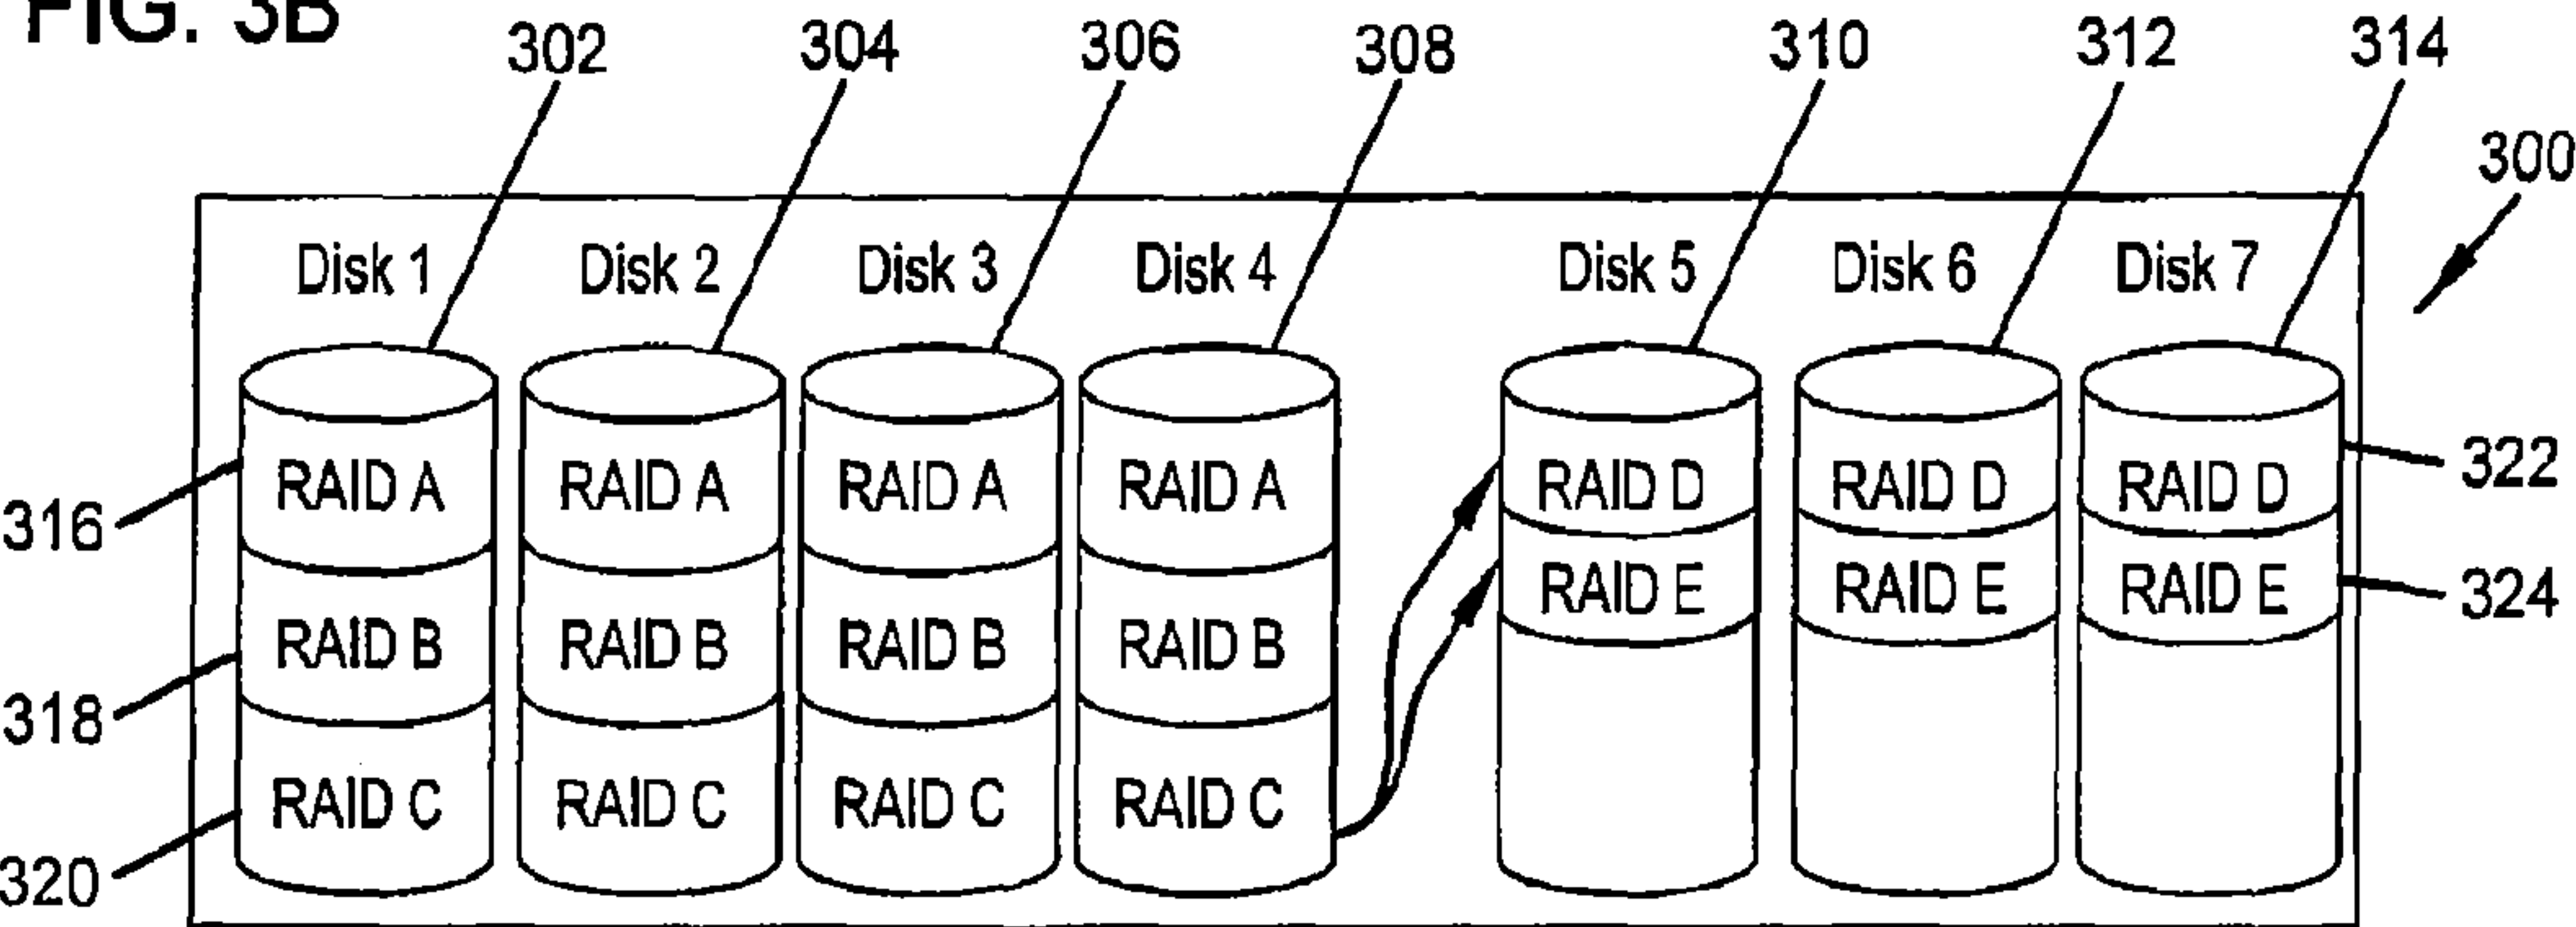 FIG. 3B
302 304 306 308 310 312 314
300
Disk 1 Disk 2 Disk 3 Disk 4 Disk 5 Disk 6 Disk 7
316 RAID A RAID A RAID A RAID A RAID D RAID D RAID D 322
RAID E RAID E RAID E 324
318 RAID B RAID B RAID B RAID B
320 RAID C RAID C RAID C RAID C